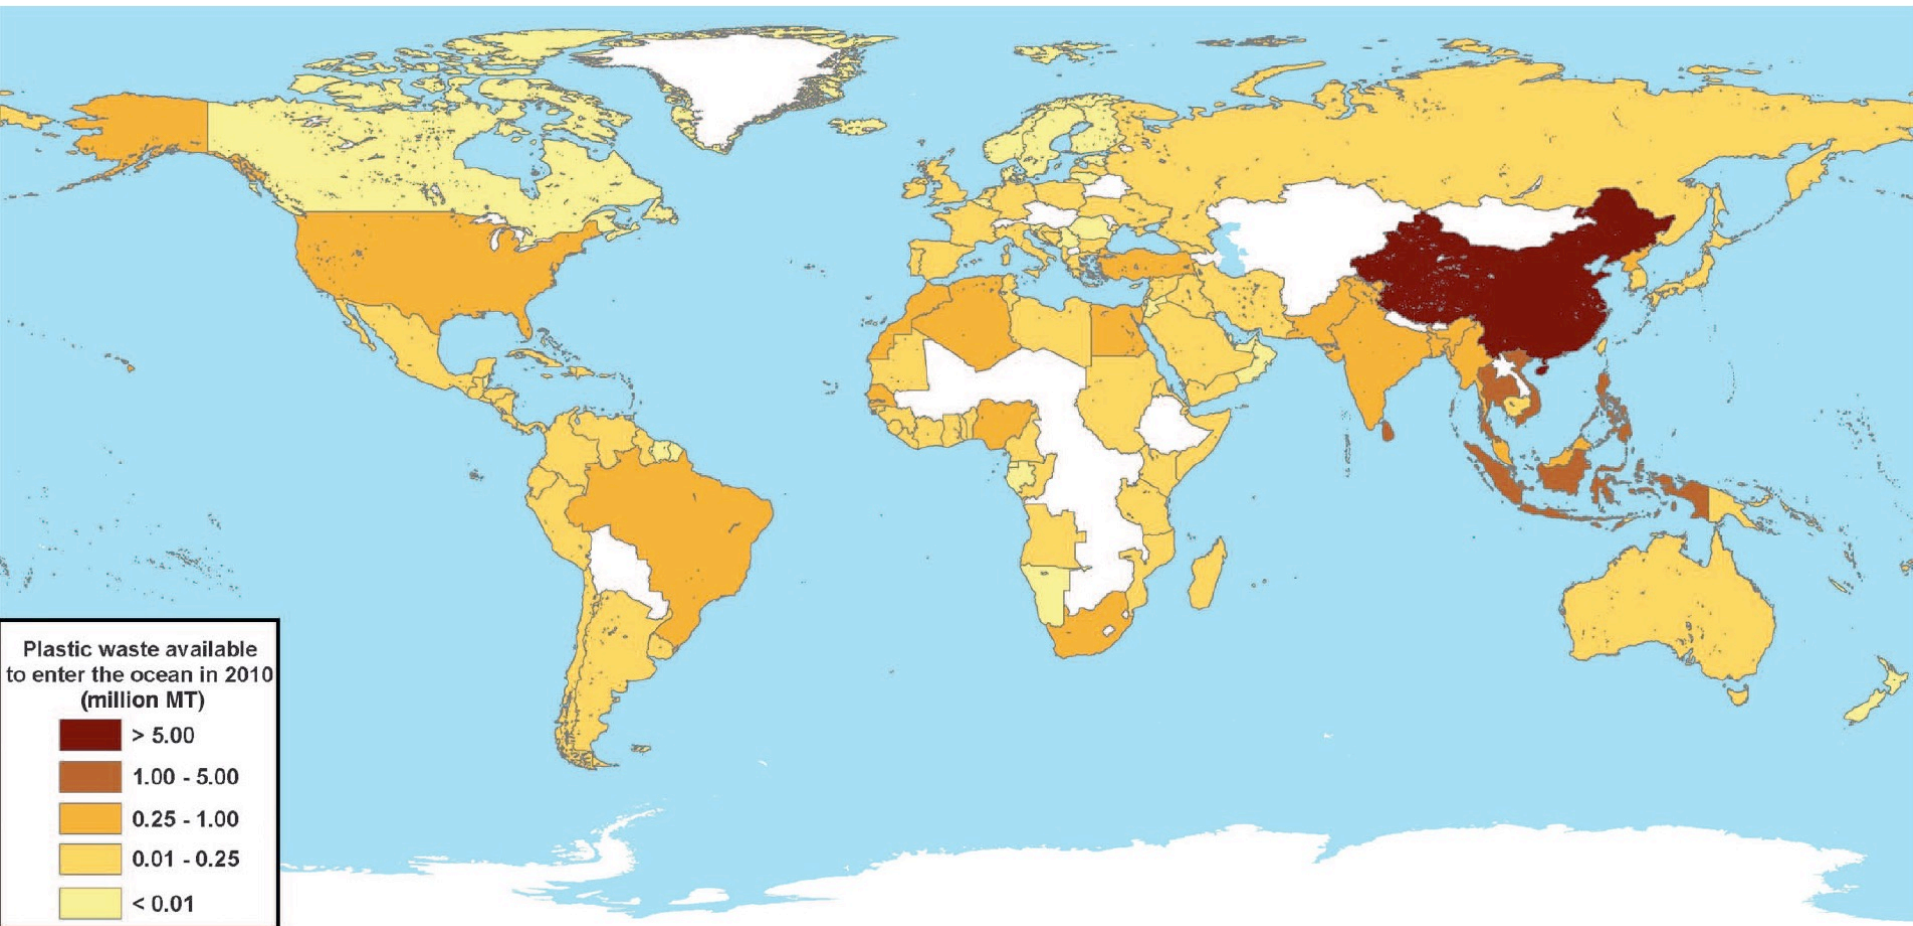 Plastic waste available
to enter the ocean in 2010
(million MT)
> 5.00
1.00 - 5.00
0.25 - 1.00
0.01 - 0.25
< 0.01